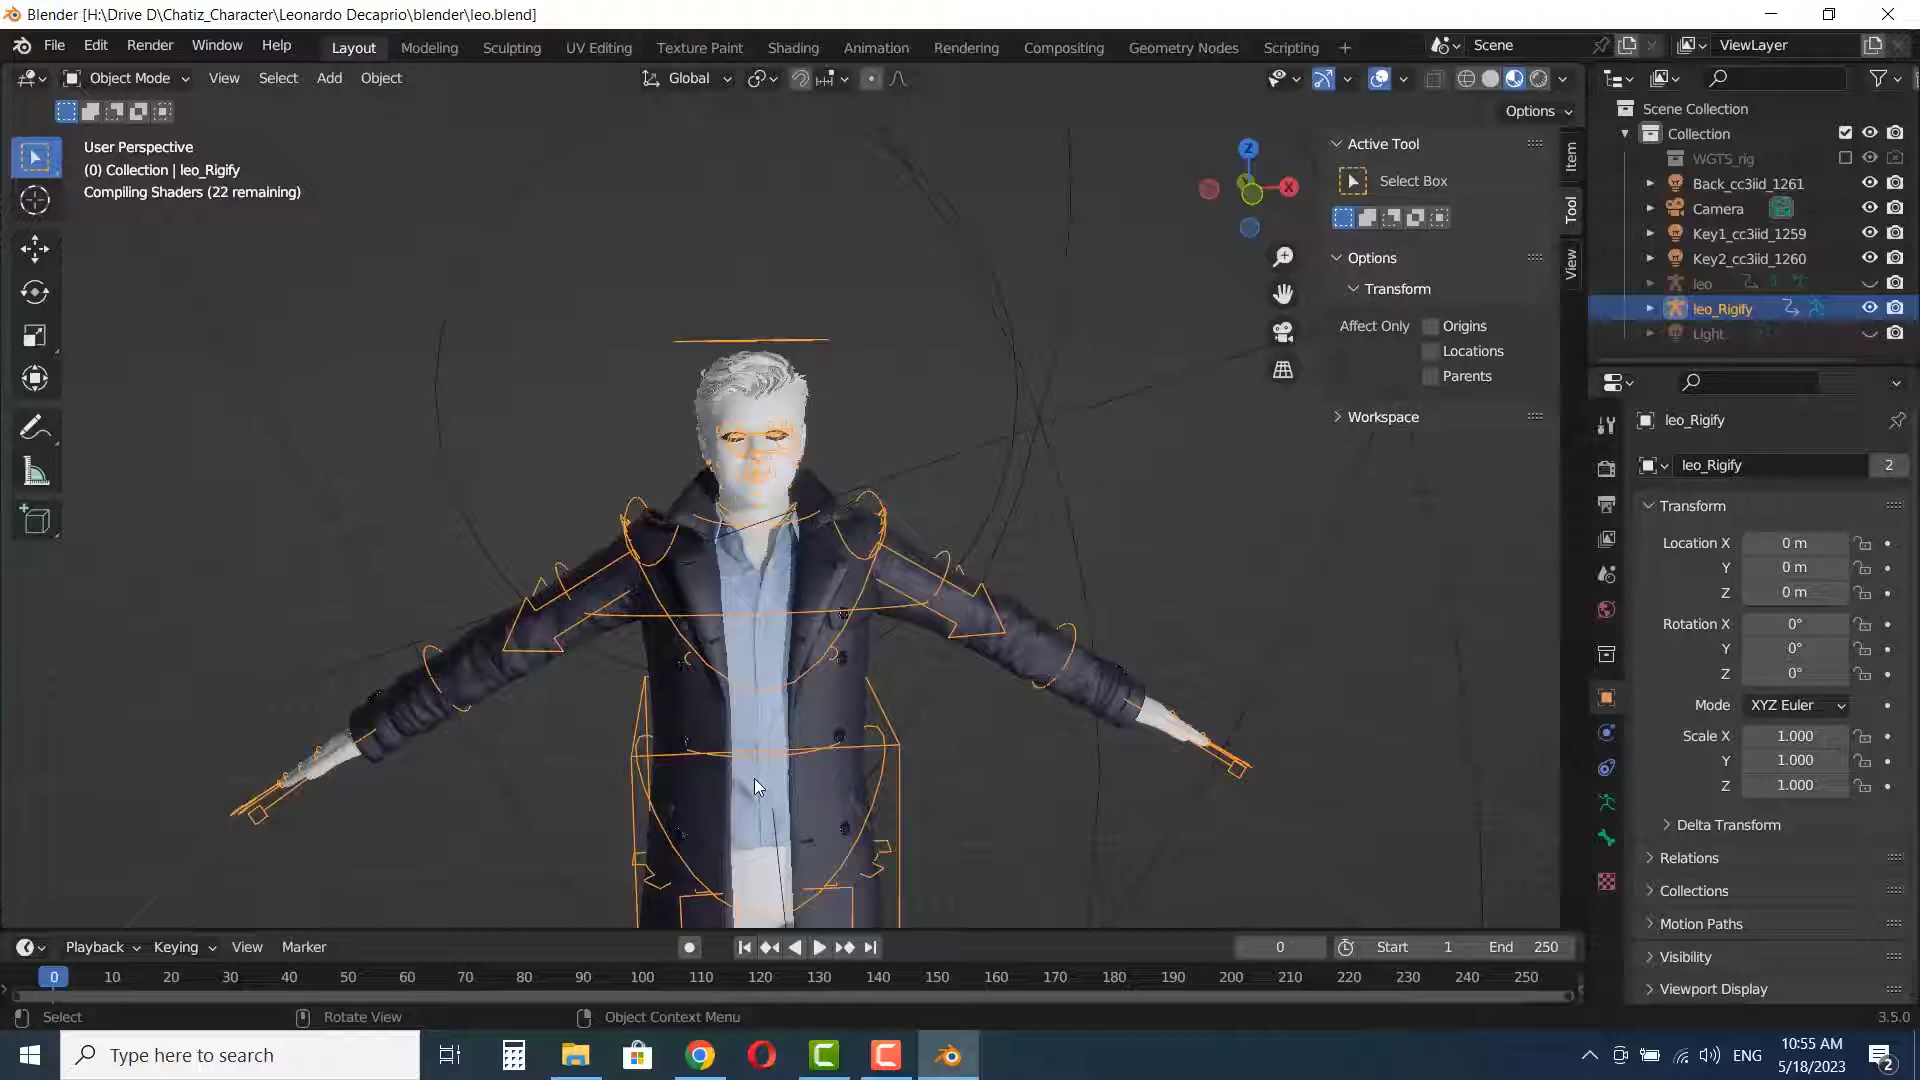 Blender [H:\Drive D\Chatiz_Character\Leonardo Decaprio\blender\leo.blend]
File Edit Render Window Help Layout Modeling Sculpting UV Editing Texture Paint Shading Animation Rendering Compositing Geometry Nodes Scripting + Scene ViewLayer
Object Mode View Select Add Object Global
Options
User Perspective
(0) Collection | leo_Rigify
Compiling Shaders (22 remaining)
Z
X
Active Tool
Select Box
Options
Transform
Affect Only Origins
Locations
Parents
Workspace
Item
Tool
View
Scene Collection
Collection
WGTS_rig
Back_cc3iid_1261
Camera
Key1_cc3iid_1259
Key2_cc3iid_1260
leo
leo_Rigify
Light
leo_Rigify
leo_Rigify 2
Transform
Location X 0 m
Y 0 m
Z 0 m
Rotation X 0°
Y 0°
Z 0°
Mode XYZ Euler
Scale X 1.000
Y 1.000
Z 1.000
Delta Transform
Relations
Collections
Motion Paths
Visibility
Viewport Display
Playback Keying View Marker 0 Start 1 End 250
0 10 20 30 40 50 60 70 80 90 100 110 120 130 140 150 160 170 180 190 200 210 220 230 240 250
Select Rotate View Object Context Menu 3.5.0
Type here to search ENG 10:55 AM
5/18/2023 2